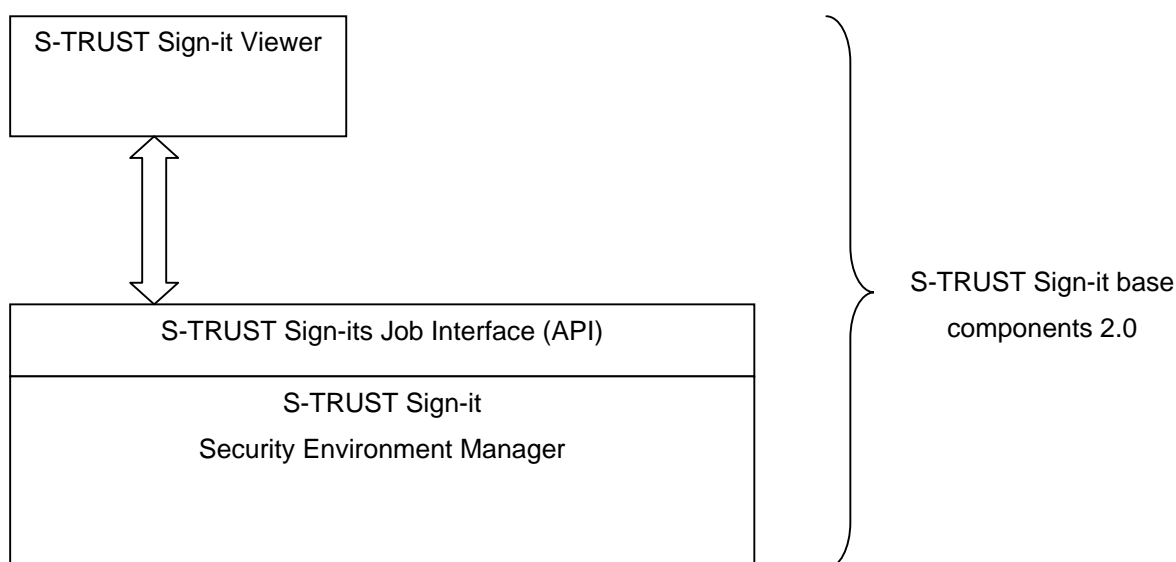 S-TRUST Sign-it Viewer
S-TRUST Sign-its Job Interface (API)
S-TRUST Sign-it
Security Environment Manager
S-TRUST Sign-it base
components 2.0